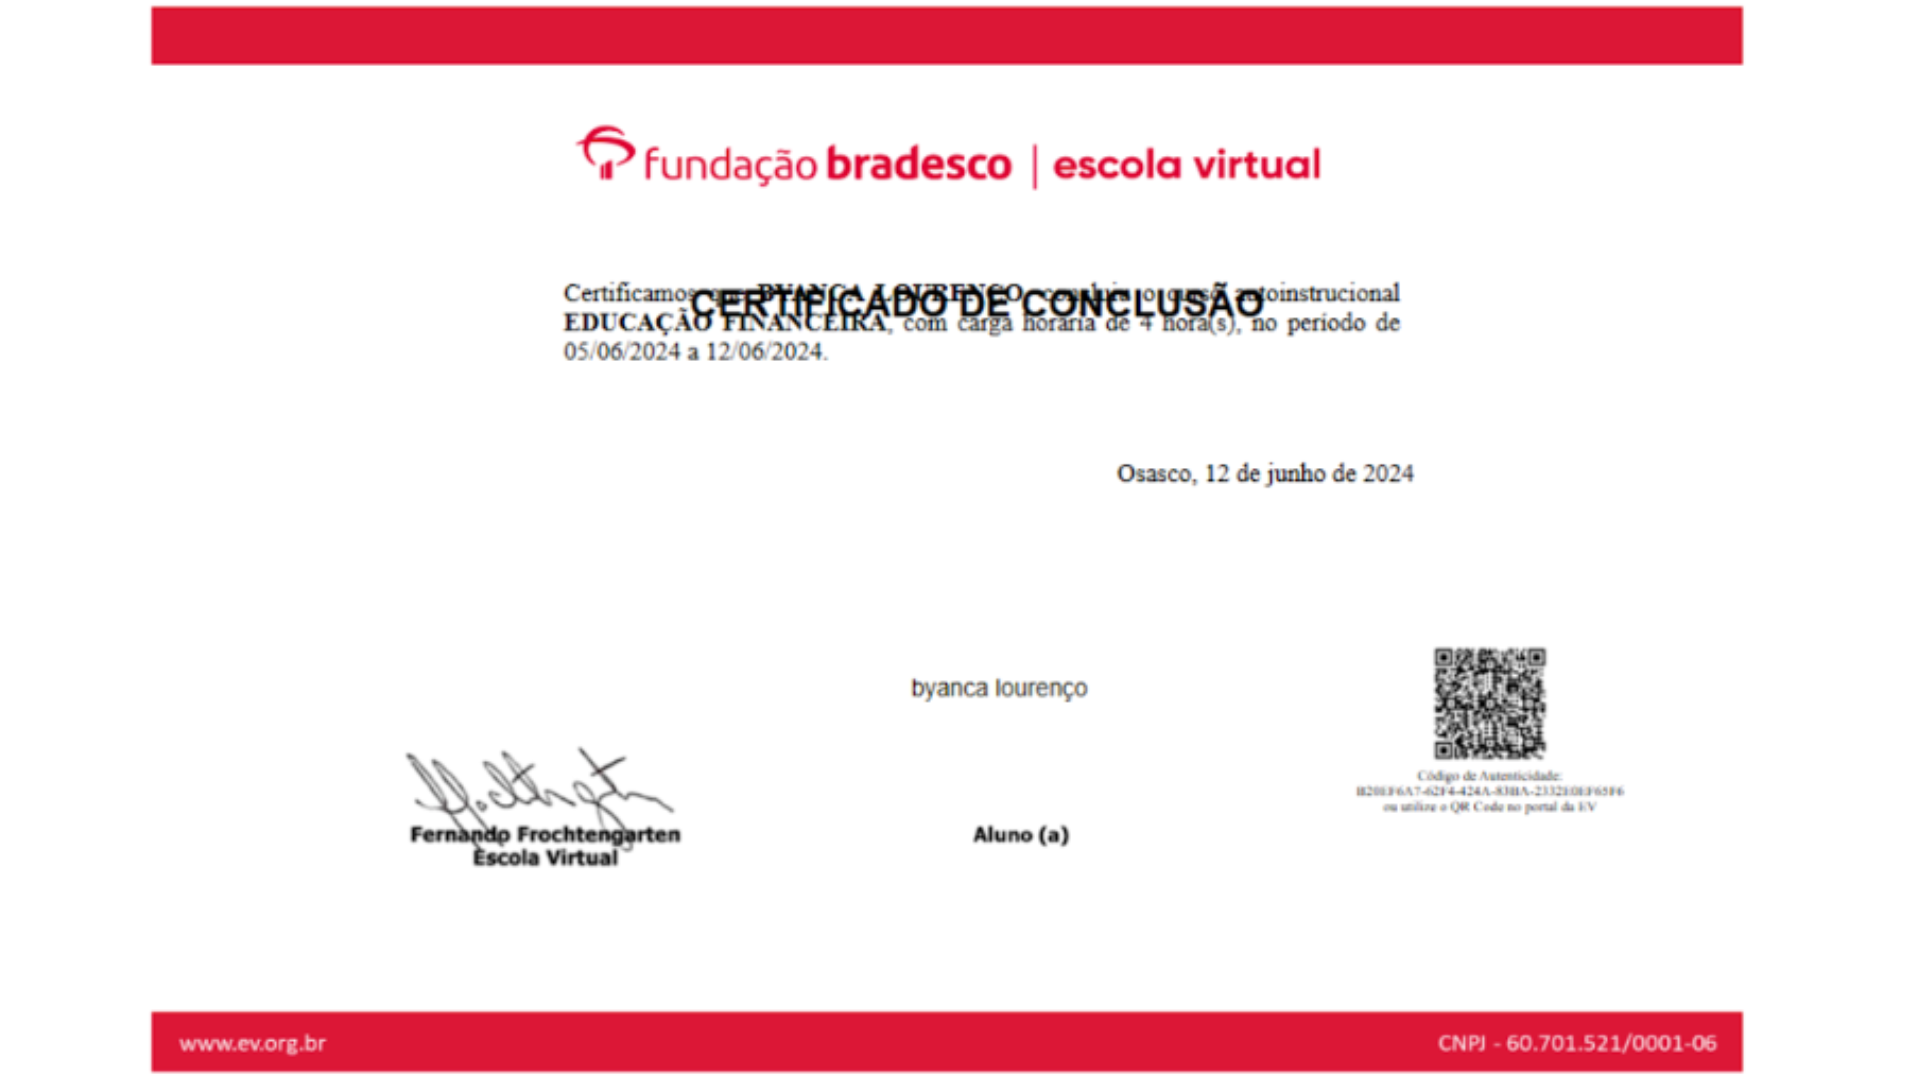 fundação bradesco | escola virtual
CERTIFICADO DE CONCLUSÃO
Certificamos que BYANCA LOURENÇO, concluiu o curso autoinstrucional
EDUCAÇÃO FINANCEIRA, com carga horária de 4 hora(s), no período de
05/06/2024 a 12/06/2024.
Osasco, 12 de junho de 2024
byanca lourenço
Fernando Frochtengarten
Escola Virtual
Aluno (a)
Código de Autenticidade:
ou utilize o QR Code no portal da EV
www.ev.org.br
CNPJ - 60.701.521/0001-06